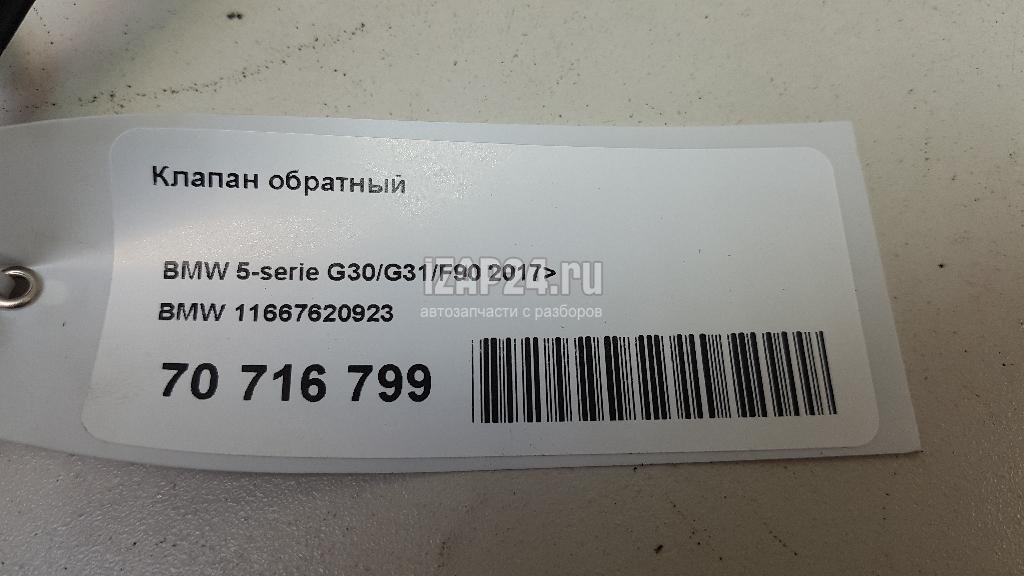 Клапан обратный
BMW 5-serie G30/G31/F90 2017>
iZAP24.ru
BMW 11667620923
автозапчасти с разборов
70 716 799